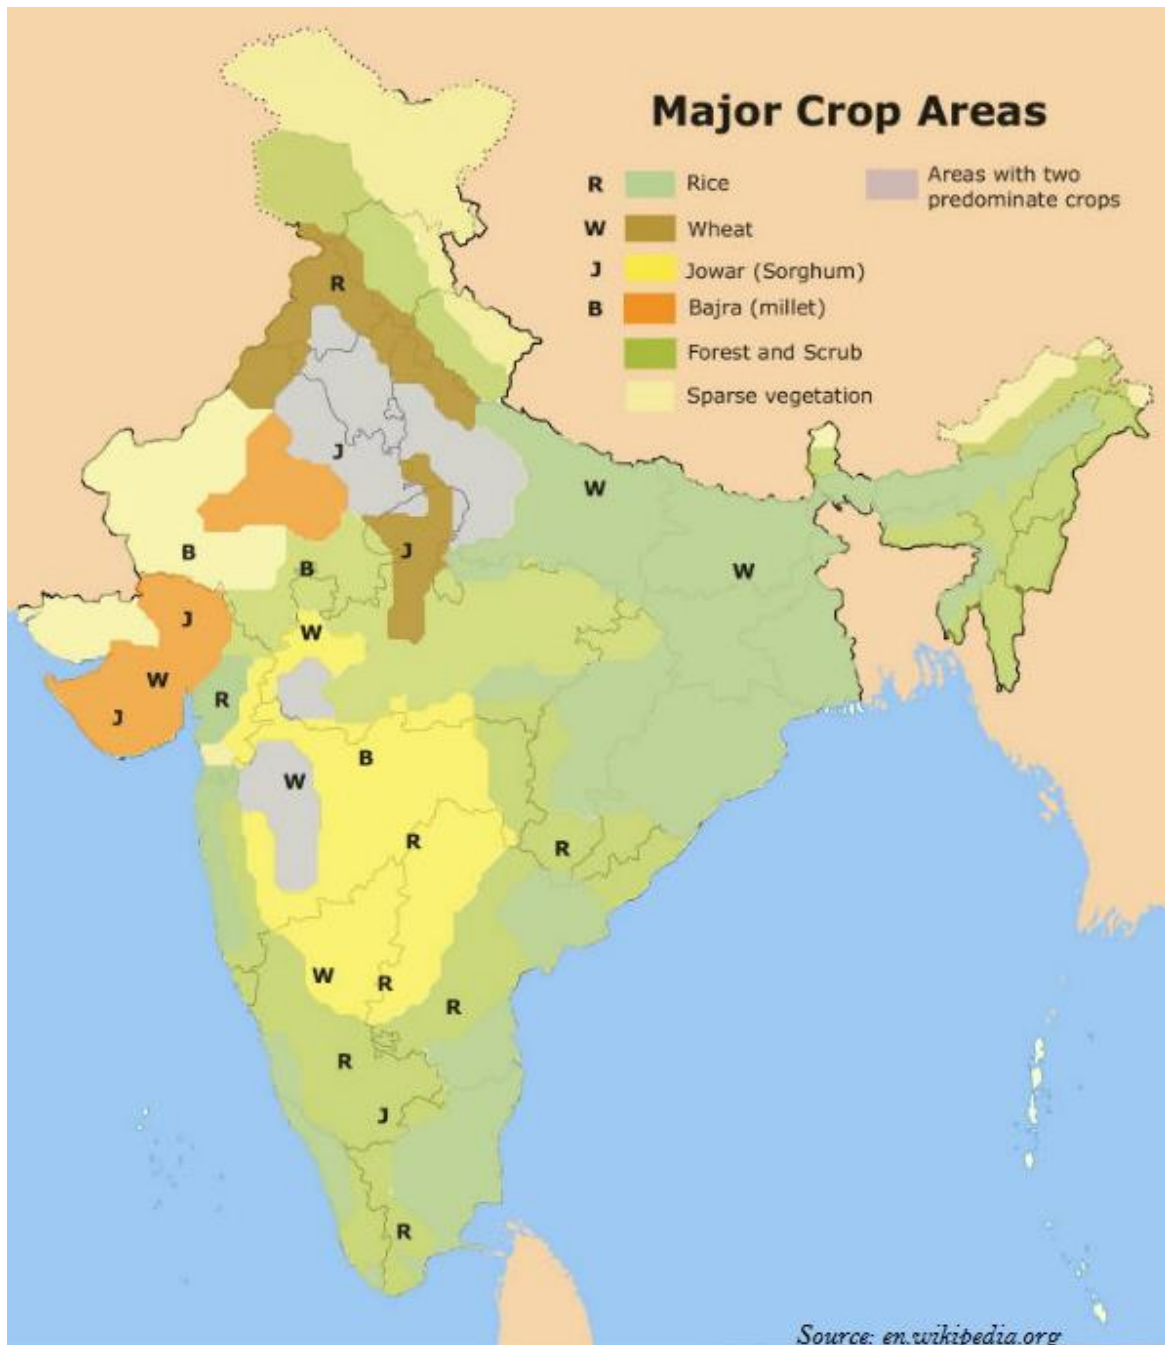 Major Crop Areas
R Rice
W Wheat
J Jowar (Sorghum)
B Bajra (millet)
Forest and Scrub
Sparse vegetation
Areas with two
predominate crops
R
J
W
W
B
B
J
J
W
W
J
R
B
W
R
R
W
R
R
R
J
R
Source: en.wikipedia.org